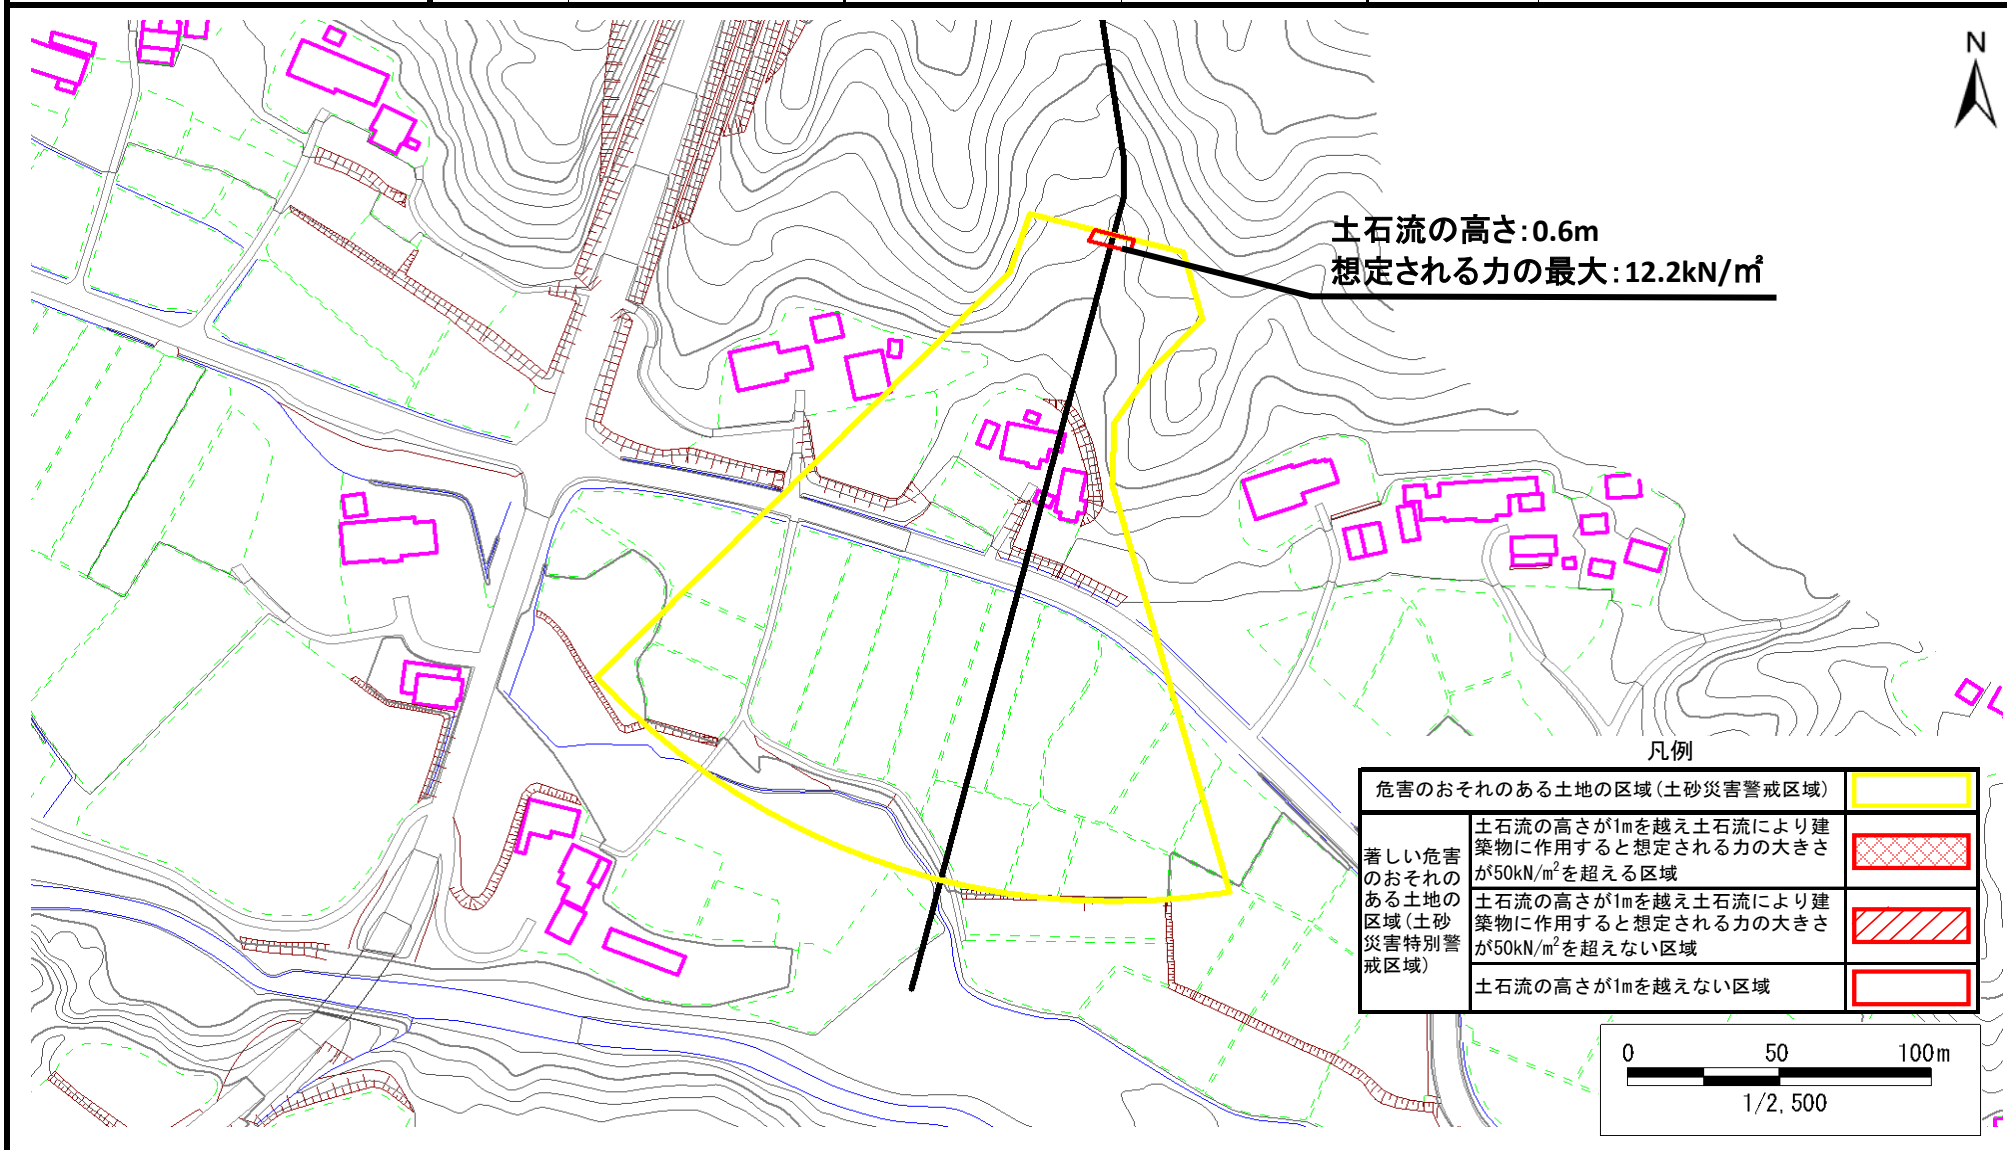 N
土石流の高さ:0.6m
想定される力の最大:12.2kN/㎡
凡例
危害のおそれのある土地の区域(土砂災害警戒区域)
著しい危害
のおそれの
ある土地の
区域(土砂
災害特別警
戒区域)
土石流の高さが1mを越え土石流により建
築物に作用すると想定される力の大きさ
が50kN/m²を超える区域
土石流の高さが1mを越え土石流により建
築物に作用すると想定される力の大きさ
が50kN/m²を超えない区域
土石流の高さが1mを越えない区域
0 50 100m
1/2,500